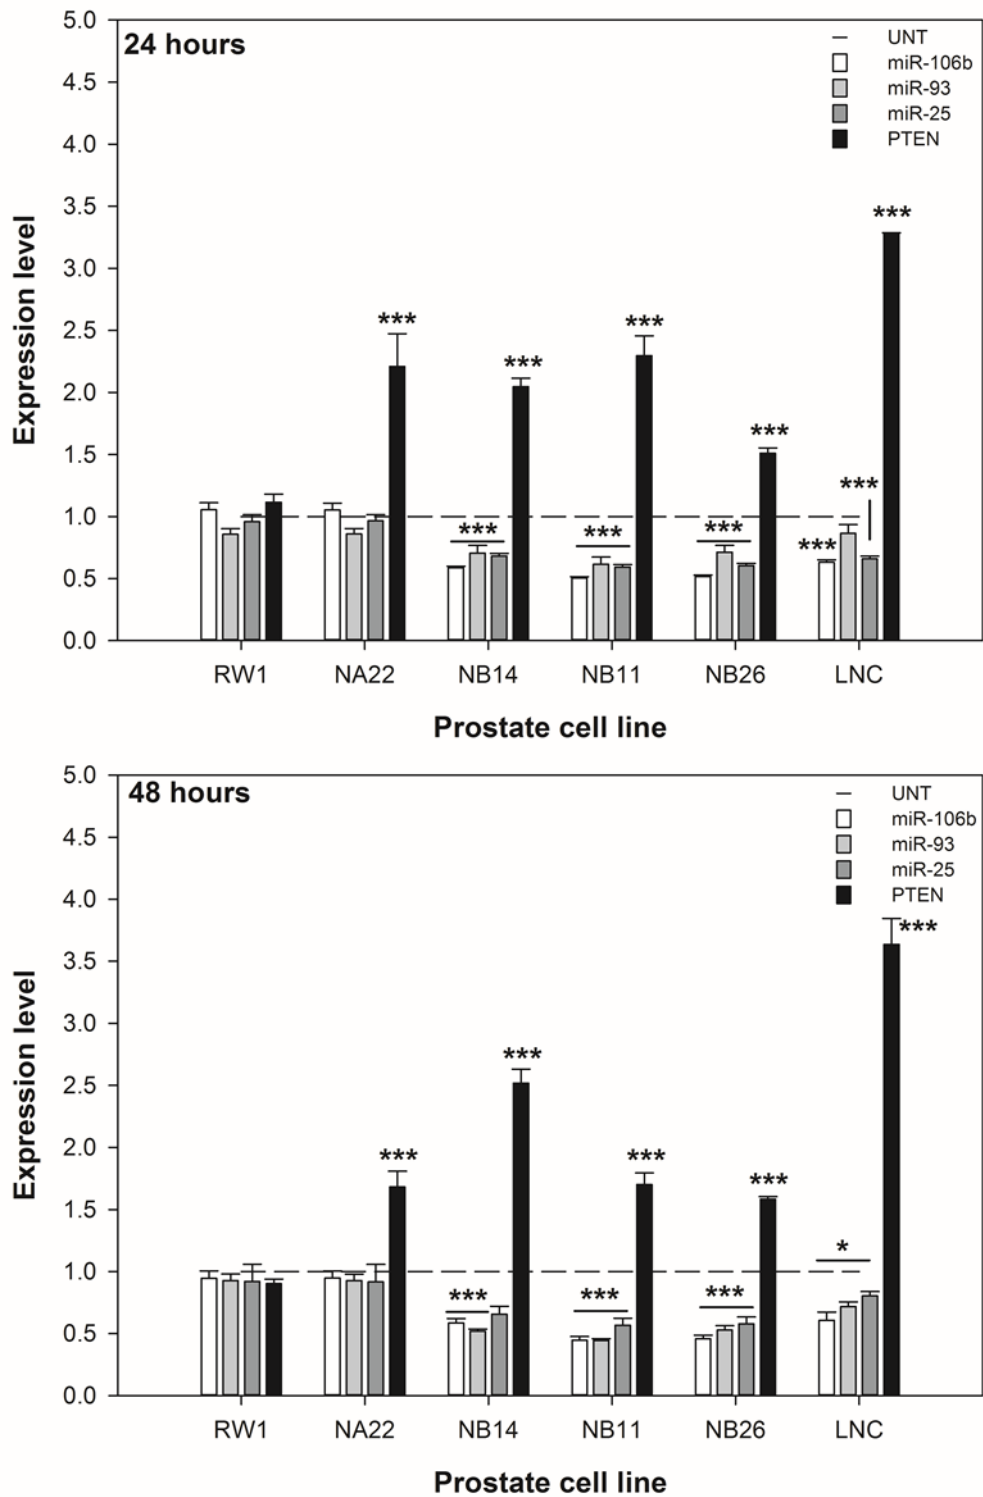 24 hours
UNT
miR-106b
miR-93
miR-25
PTEN
Expression level
5.0
4.5
4.0
3.5
3.0
2.5
2.0
1.5
1.0
0.5
0.0
***
***
***
***
***
***
***
***
***
***
RW1
NA22
NB14
NB11
NB26
LNC
Prostate cell line
48 hours
UNT
miR-106b
miR-93
miR-25
PTEN
Expression level
5.0
4.5
4.0
3.5
3.0
2.5
2.0
1.5
1.0
0.5
0.0
***
***
***
***
***
***
***
***
*
RW1
NA22
NB14
NB11
NB26
LNC
Prostate cell line